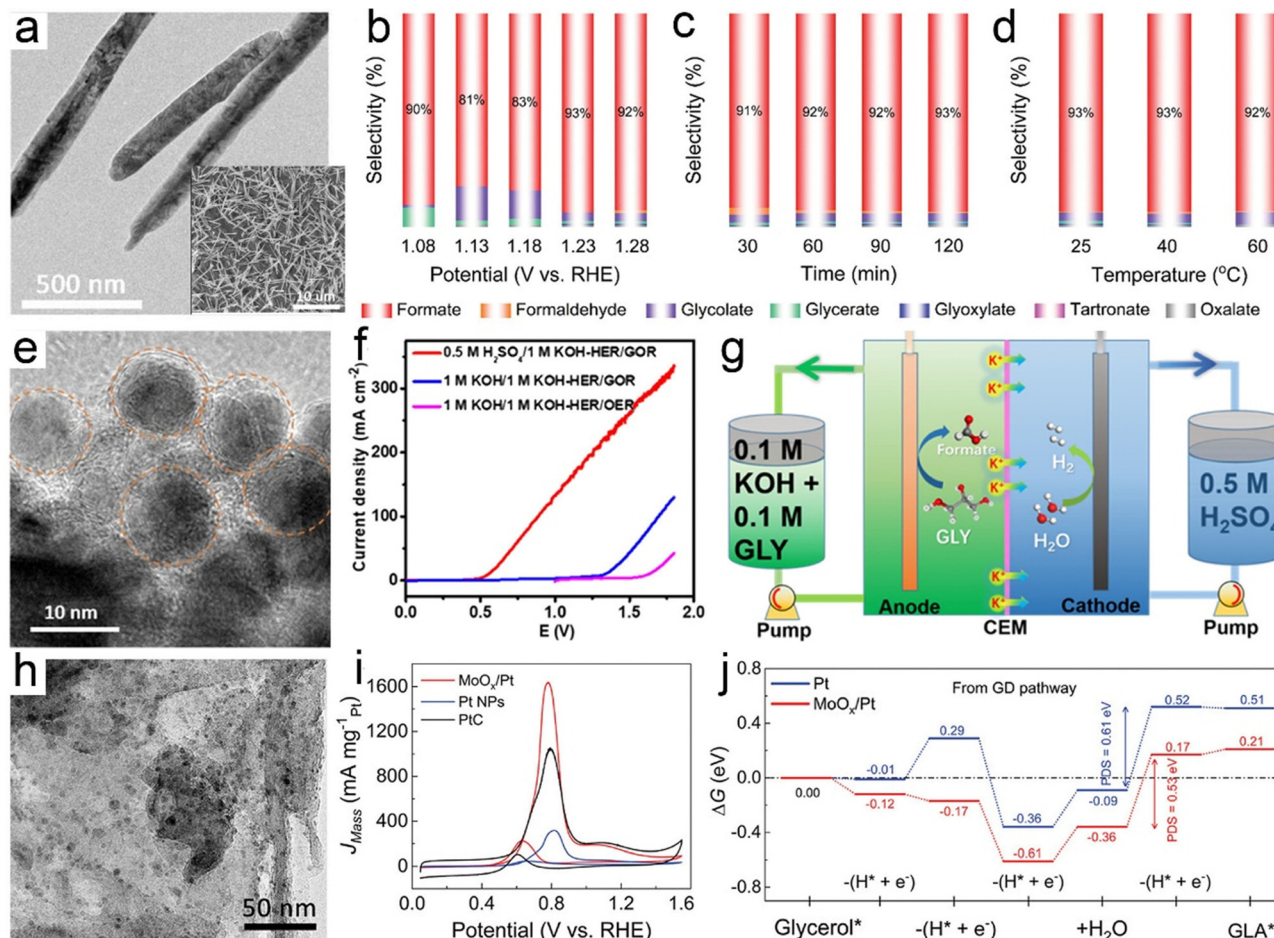 a
500 nm
10 um
b
Selectivity (%)
90%
81%
83%
93%
92%
1.08
1.13
1.18
1.23
1.28
Potential (V vs. RHE)
c
Selectivity (%)
91%
92%
92%
93%
30
60
90
120
Time (min)
d
Selectivity (%)
93%
93%
92%
25
40
60
Temperature (°C)
Formate
Formaldehyde
Glycolate
Glycerate
Glyoxylate
Tartronate
Oxalate
e
10 nm
f
Current density (mA cm⁻²)
300
200
100
0
0.5 M H₂SO₄/1 M KOH-HER/GOR
1 M KOH/1 M KOH-HER/GOR
1 M KOH/1 M KOH-HER/OER
0.0
0.5
1.0
1.5
2.0
E (V)
g
0.1 M
KOH +
0.1 M
GLY
Pump
Formate
GLY
Anode
K⁺
K⁺
K⁺
K⁺
K⁺
K⁺
CEM
H₂
H₂O
Cathode
0.5 M
H₂SO₄
Pump
h
50 nm
i
J_Mass (mA mg⁻¹_Pt)
1600
1200
800
400
0
MoOₓ/Pt
Pt NPs
PtC
0.0
0.4
0.8
1.2
1.6
Potential (V vs. RHE)
j
ΔG (eV)
0.8
0.4
0.0
-0.4
-0.8
Pt
MoOₓ/Pt
From GD pathway
0.00
-0.01
-0.12
0.29
-0.17
-0.36
-0.61
-0.09
-0.36
PDS = 0.61 eV
0.52
0.51
0.17
0.21
PDS = 0.53 eV
-(H* + e⁻)
-(H* + e⁻)
-(H* + e⁻)
Glycerol*
-(H* + e⁻)
+H₂O
GLA*